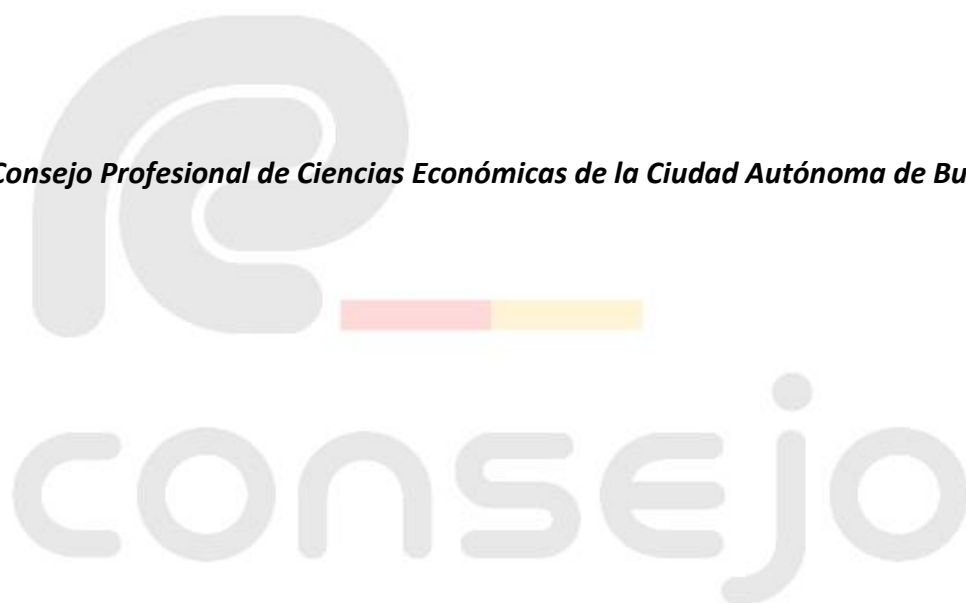 Consejo Profesional de Ciencias Económicas de la Ciudad Autónoma de Bu
consejo